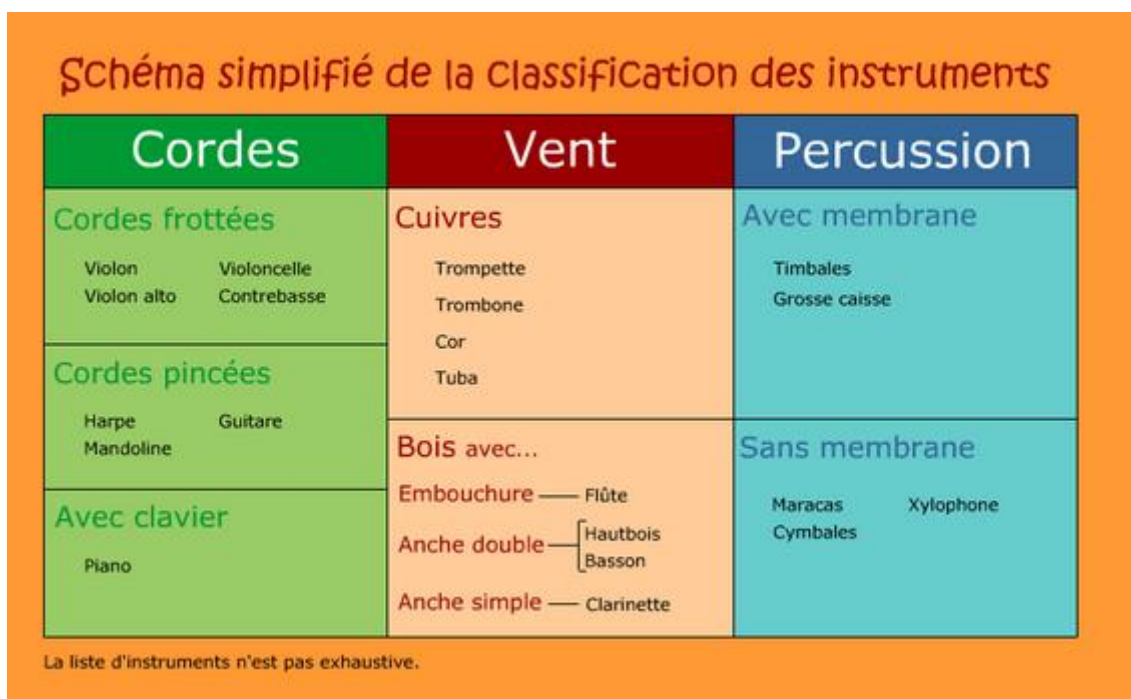 Schéma simplifié de la classification des instruments
Cordes
Cordes frottées
Violon Violoncelle
Violon alto Contrebasse
Cordes pincées
Harpe Guitare
Mandoline
Avec clavier
Piano
Vent
Cuivres
Trompette
Trombone
Cor
Tuba
Bois avec...
Embouchure Flûte
Anche double Hautbois
Basson
Anche simple Clarinette
Percussion
Avec membrane
Timbales
Grosse caisse
Sans membrane
Maracas Xylophone
Cymbales
La liste d'instruments n'est pas exhaustive.